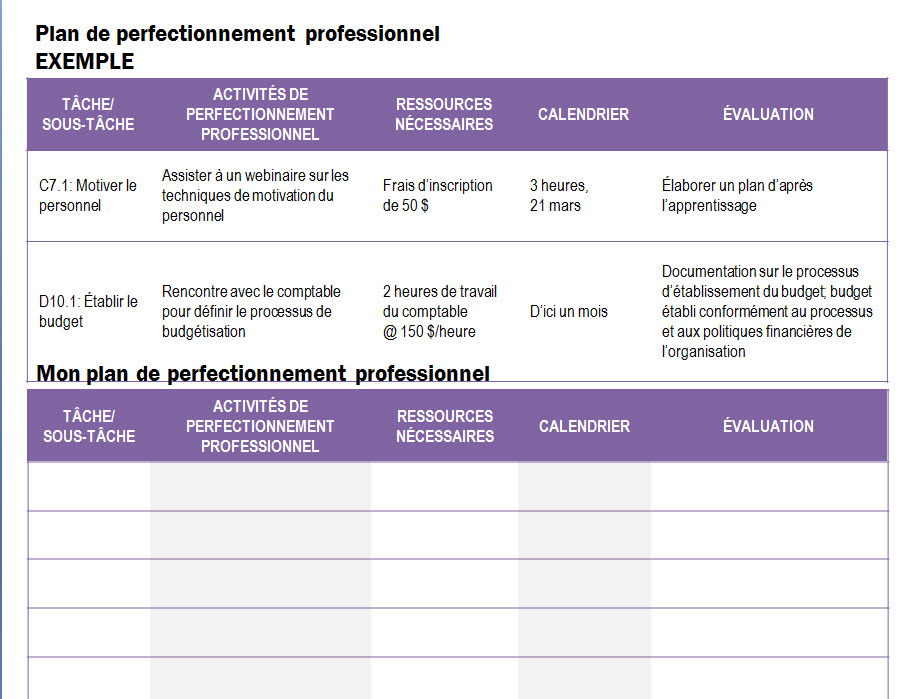 Plan de perfectionnement professionnel
EXEMPLE
TÂCHE/
SOUS-TÂCHE
ACTIVITÉS DE
PERFECTIONNEMENT
PROFESSIONNEL
RESSOURCES
NÉCESSAIRES
CALENDRIER
ÉVALUATION
C7.1: Motiver le
personnel
Assister à un webinaire sur les
techniques de motivation du
personnel
Frais d'inscription
de 50 $
3 heures,
21 mars
Élaborer un plan d'après
l'apprentissage
D10.1: Établir le
budget
Rencontre avec le comptable
pour définir le processus de
budgétisation
2 heures de travail
du comptable
@ 150 $/heure
D'ici un mois
Documentation sur le processus
d'établissement du budget; budget
établi conformément au processus
et aux politiques financières de
l'organisation
Mon plan de perfectionnement professionnel
TÂCHE/
SOUS-TÂCHE
ACTIVITÉS DE
PERFECTIONNEMENT
PROFESSIONNEL
RESSOURCES
NÉCESSAIRES
CALENDRIER
ÉVALUATION